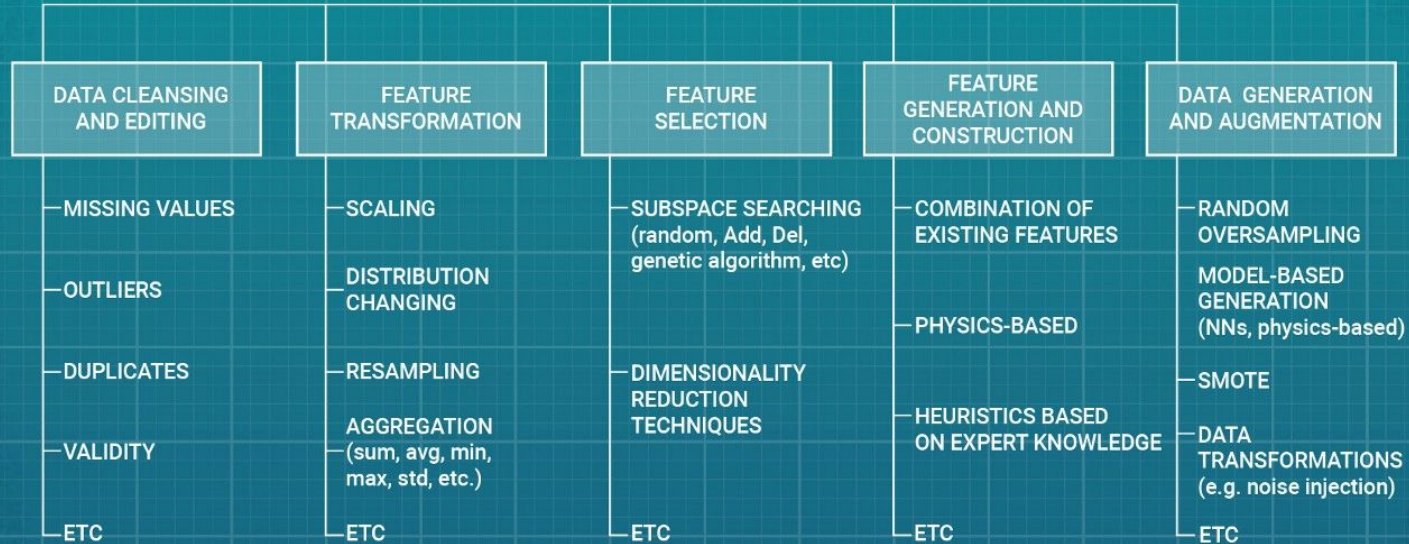 DATA CLEANSING
AND EDITING
MISSING VALUES
OUTLIERS
DUPLICATES
VALIDITY
ETC
FEATURE
TRANSFORMATION
SCALING
DISTRIBUTION
CHANGING
RESAMPLING
AGGREGATION
(sum, avg, min,
max, std, etc.)
ETC
FEATURE
SELECTION
SUBSPACE SEARCHING
(random, Add, Del,
genetic algorithm, etc)
DIMENSIONALITY
REDUCTION
TECHNIQUES
ETC
FEATURE
GENERATION AND
CONSTRUCTION
COMBINATION OF
EXISTING FEATURES
PHYSICS-BASED
HEURISTICS BASED
ON EXPERT KNOWLEDGE
ETC
DATA GENERATION
AND AUGMENTATION
RANDOM
OVERSAMPLING
MODEL-BASED
GENERATION
(NNs, physics-based)
SMOTE
DATA
TRANSFORMATIONS
(e.g. noise injection)
ETC